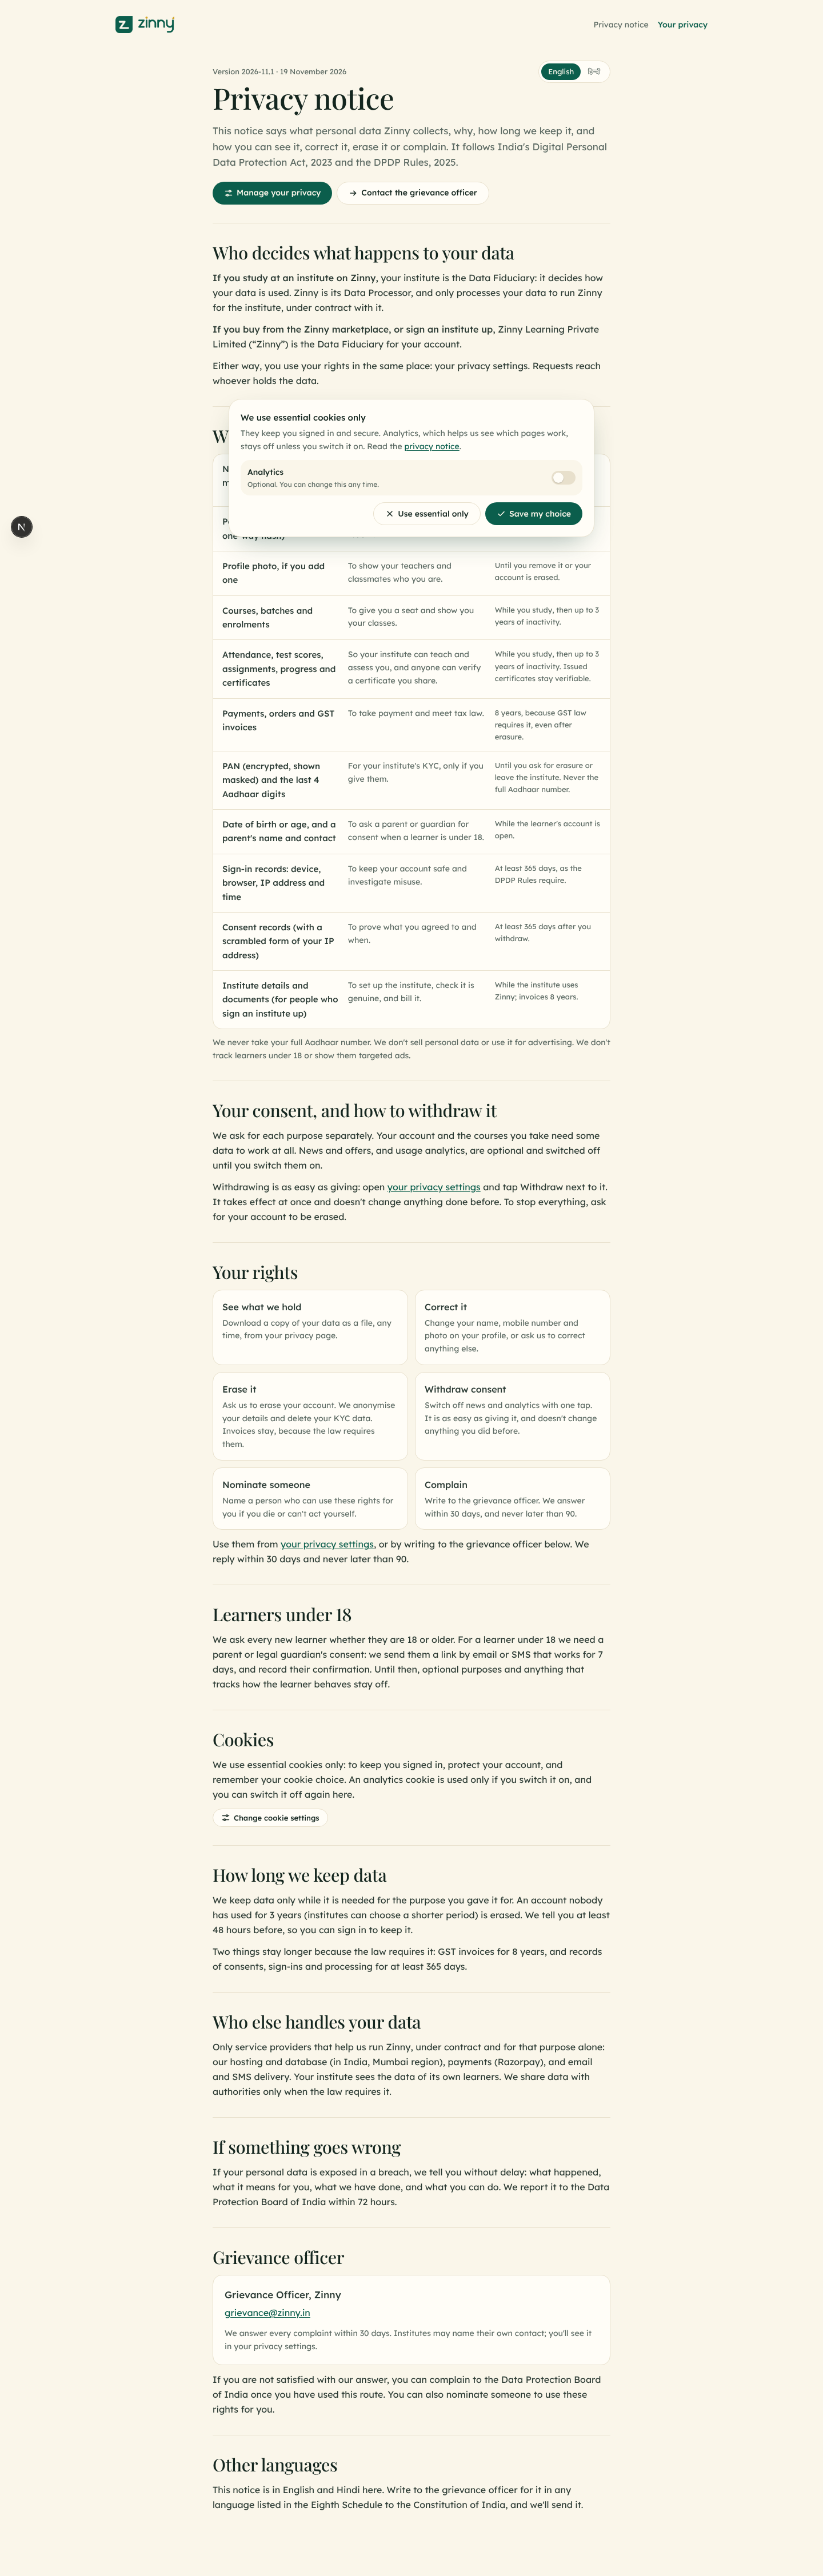 zinny
Privacy notice Your privacy
Version 2026-11.1 · 19 November 2026
English हिन्दी
Privacy notice
This notice says what personal data Zinny collects, why, how long we keep it, and
how you can see it, correct it, erase it or complain. It follows India's Digital Personal
Data Protection Act, 2023 and the DPDP Rules, 2025.
Manage your privacy
Contact the grievance officer
Who decides what happens to your data
If you study at an institute on Zinny, your institute is the Data Fiduciary: it decides how
your data is used. Zinny is its Data Processor, and only processes your data to run Zinny
for the institute, under contract with it.
If you buy from the Zinny marketplace, or sign an institute up, Zinny Learning Private
Limited (“Zinny”) is the Data Fiduciary for your account.
Either way, you use your rights in the same place: your privacy settings. Requests reach
whoever holds the data.
We use essential cookies only
They keep you signed in and secure. Analytics, which helps us see which pages work,
stays off unless you switch it on. Read the privacy notice.
Analytics
Optional. You can change this any time.
Use essential only
Save my choice
Profile photo, if you add
one
To show your teachers and
classmates who you are.
Until you remove it or your
account is erased.
Courses, batches and
enrolments
To give you a seat and show you
your classes.
While you study, then up to 3
years of inactivity.
Attendance, test scores,
assignments, progress and
certificates
So your institute can teach and
assess you, and anyone can verify
a certificate you share.
While you study, then up to 3
years of inactivity. Issued
certificates stay verifiable.
Payments, orders and GST
invoices
To take payment and meet tax law.
8 years, because GST law
requires it, even after
erasure.
PAN (encrypted, shown
masked) and the last 4
Aadhaar digits
For your institute's KYC, only if you
give them.
Until you ask for erasure or
leave the institute. Never the
full Aadhaar number.
Date of birth or age, and a
parent's name and contact
To ask a parent or guardian for
consent when a learner is under 18.
While the learner's account is
open.
Sign-in records: device,
browser, IP address and
time
To keep your account safe and
investigate misuse.
At least 365 days, as the
DPDP Rules require.
Consent records (with a
scrambled form of your IP
address)
To prove what you agreed to and
when.
At least 365 days after you
withdraw.
Institute details and
documents (for people who
sign an institute up)
To set up the institute, check it is
genuine, and bill it.
While the institute uses
Zinny; invoices 8 years.
We never take your full Aadhaar number. We don't sell personal data or use it for advertising. We don't
track learners under 18 or show them targeted ads.
Your consent, and how to withdraw it
We ask for each purpose separately. Your account and the courses you take need some
data to work at all. News and offers, and usage analytics, are optional and switched off
until you switch them on.
Withdrawing is as easy as giving: open your privacy settings and tap Withdraw next to it.
It takes effect at once and doesn't change anything done before. To stop everything, ask
for your account to be erased.
Your rights
See what we hold
Download a copy of your data as a file, any
time, from your privacy page.
Correct it
Change your name, mobile number and
photo on your profile, or ask us to correct
anything else.
Erase it
Ask us to erase your account. We anonymise
your details and delete your KYC data.
Invoices stay, because the law requires
them.
Withdraw consent
Switch off news and analytics with one tap.
It is as easy as giving it, and doesn't change
anything you did before.
Nominate someone
Name a person who can use these rights for
you if you die or can't act yourself.
Complain
Write to the grievance officer. We answer
within 30 days, and never later than 90.
Use them from your privacy settings, or by writing to the grievance officer below. We
reply within 30 days and never later than 90.
Learners under 18
We ask every new learner whether they are 18 or older. For a learner under 18 we need a
parent or legal guardian's consent: we send them a link by email or SMS that works for 7
days, and record their confirmation. Until then, optional purposes and anything that
tracks how the learner behaves stay off.
Cookies
We use essential cookies only: to keep you signed in, protect your account, and
remember your cookie choice. An analytics cookie is used only if you switch it on, and
you can switch it off again here.
Change cookie settings
How long we keep data
We keep data only while it is needed for the purpose you gave it for. An account nobody
has used for 3 years (institutes can choose a shorter period) is erased. We tell you at least
48 hours before, so you can sign in to keep it.
Two things stay longer because the law requires it: GST invoices for 8 years, and records
of consents, sign-ins and processing for at least 365 days.
Who else handles your data
Only service providers that help us run Zinny, under contract and for that purpose alone:
our hosting and database (in India, Mumbai region), payments (Razorpay), and email
and SMS delivery. Your institute sees the data of its own learners. We share data with
authorities only when the law requires it.
If something goes wrong
If your personal data is exposed in a breach, we tell you without delay: what happened,
what it means for you, what we have done, and what you can do. We report it to the Data
Protection Board of India within 72 hours.
Grievance officer
Grievance Officer, Zinny
grievance@zinny.in
We answer every complaint within 30 days. Institutes may name their own contact; you'll see it
in your privacy settings.
If you are not satisfied with our answer, you can complain to the Data Protection Board
of India once you have used this route. You can also nominate someone to use these
rights for you.
Other languages
This notice is in English and Hindi here. Write to the grievance officer for it in any
language listed in the Eighth Schedule to the Constitution of India, and we'll send it.